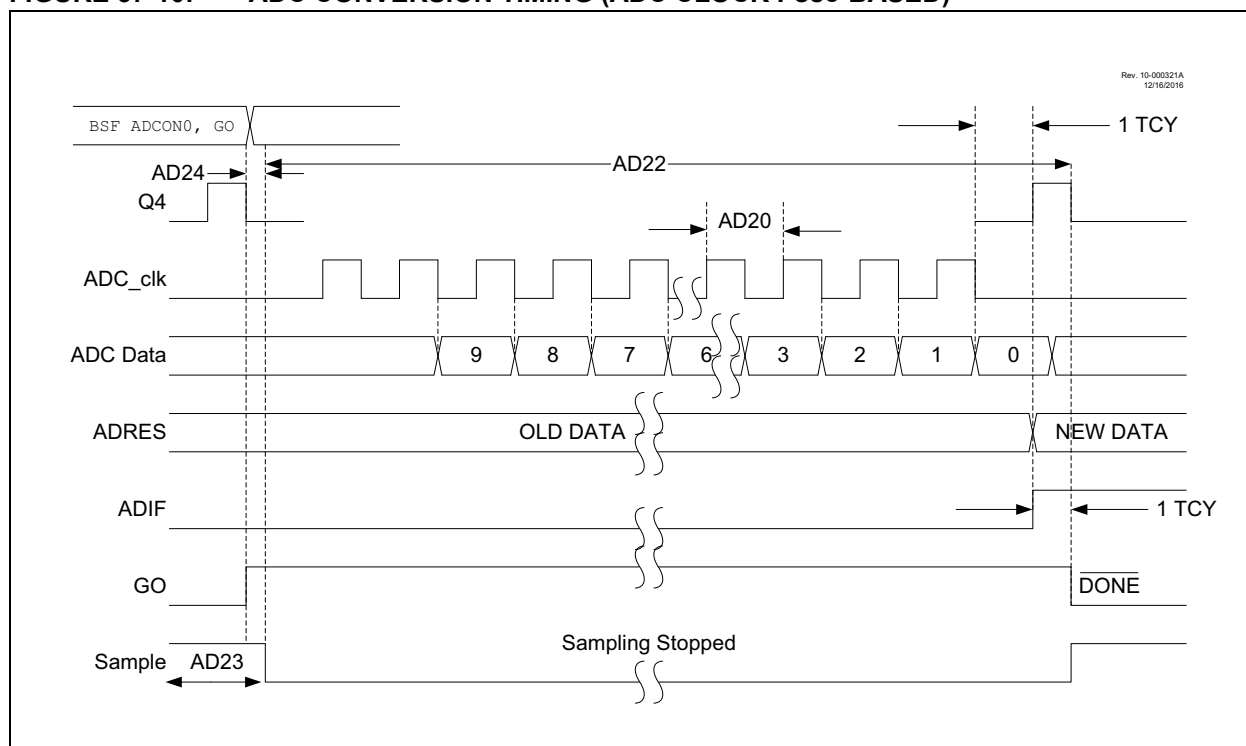 Rev. 10-000321A
12/16/2016
BSF ADCON0, GO
1 TCY
AD22
AD24
Q4
AD20
ADC_clk
ADC Data 9 8 7 6 3 2 1 0
ADRES OLD DATA NEW DATA
ADIF
1 TCY
GO DONE
Sampling Stopped
Sample AD23